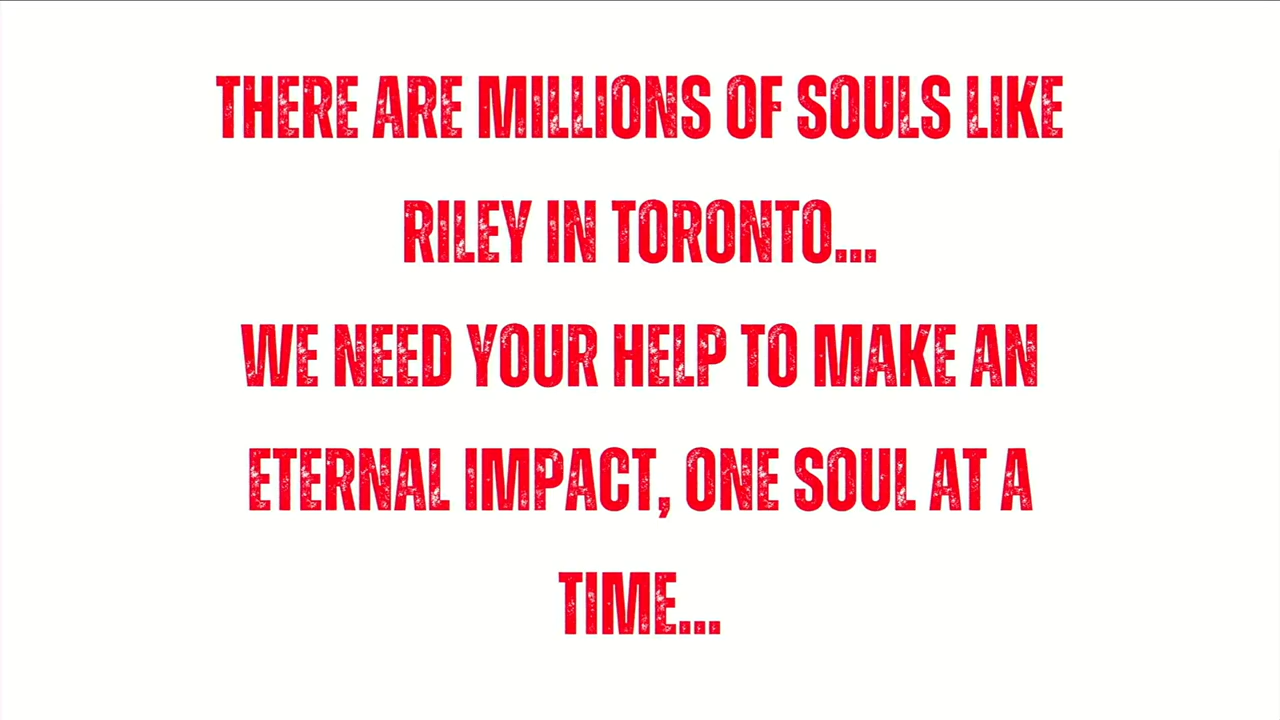 THERE ARE MILLIONS OF SOULS LIKE
RILEY IN TORONTO...
WE NEED YOUR HELP TO MAKE AN
ETERNAL IMPACT, ONE SOUL AT A
TIME...